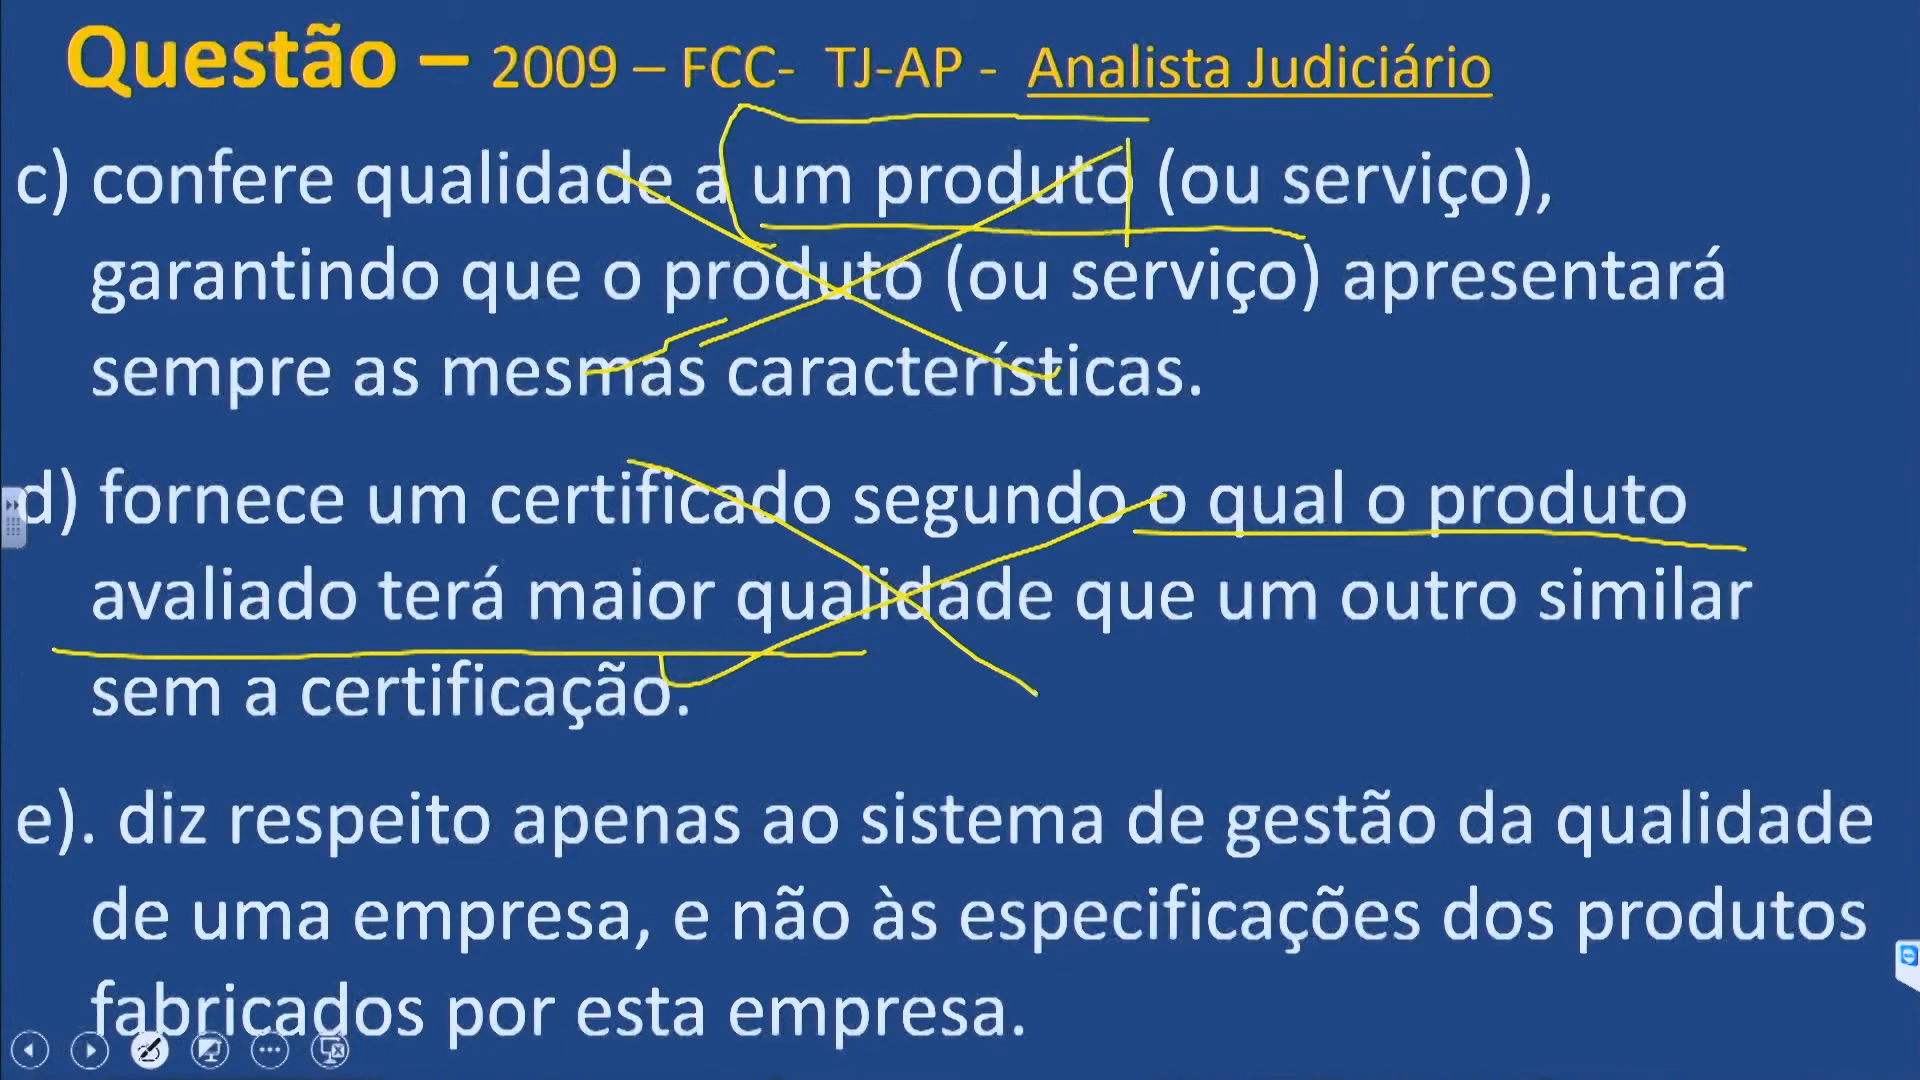 Questão – 2009 – FCC- TJ-AP - Analista Judiciário
c) confere qualidade a um produto (ou serviço),
garantindo que o produto (ou serviço) apresentará
sempre as mesmas características.
d) fornece um certificado segundo o qual o produto
avaliado terá maior qualidade que um outro similar
sem a certificação.
e). diz respeito apenas ao sistema de gestão da qualidade
de uma empresa, e não às especificações dos produtos
fabricados por esta empresa.